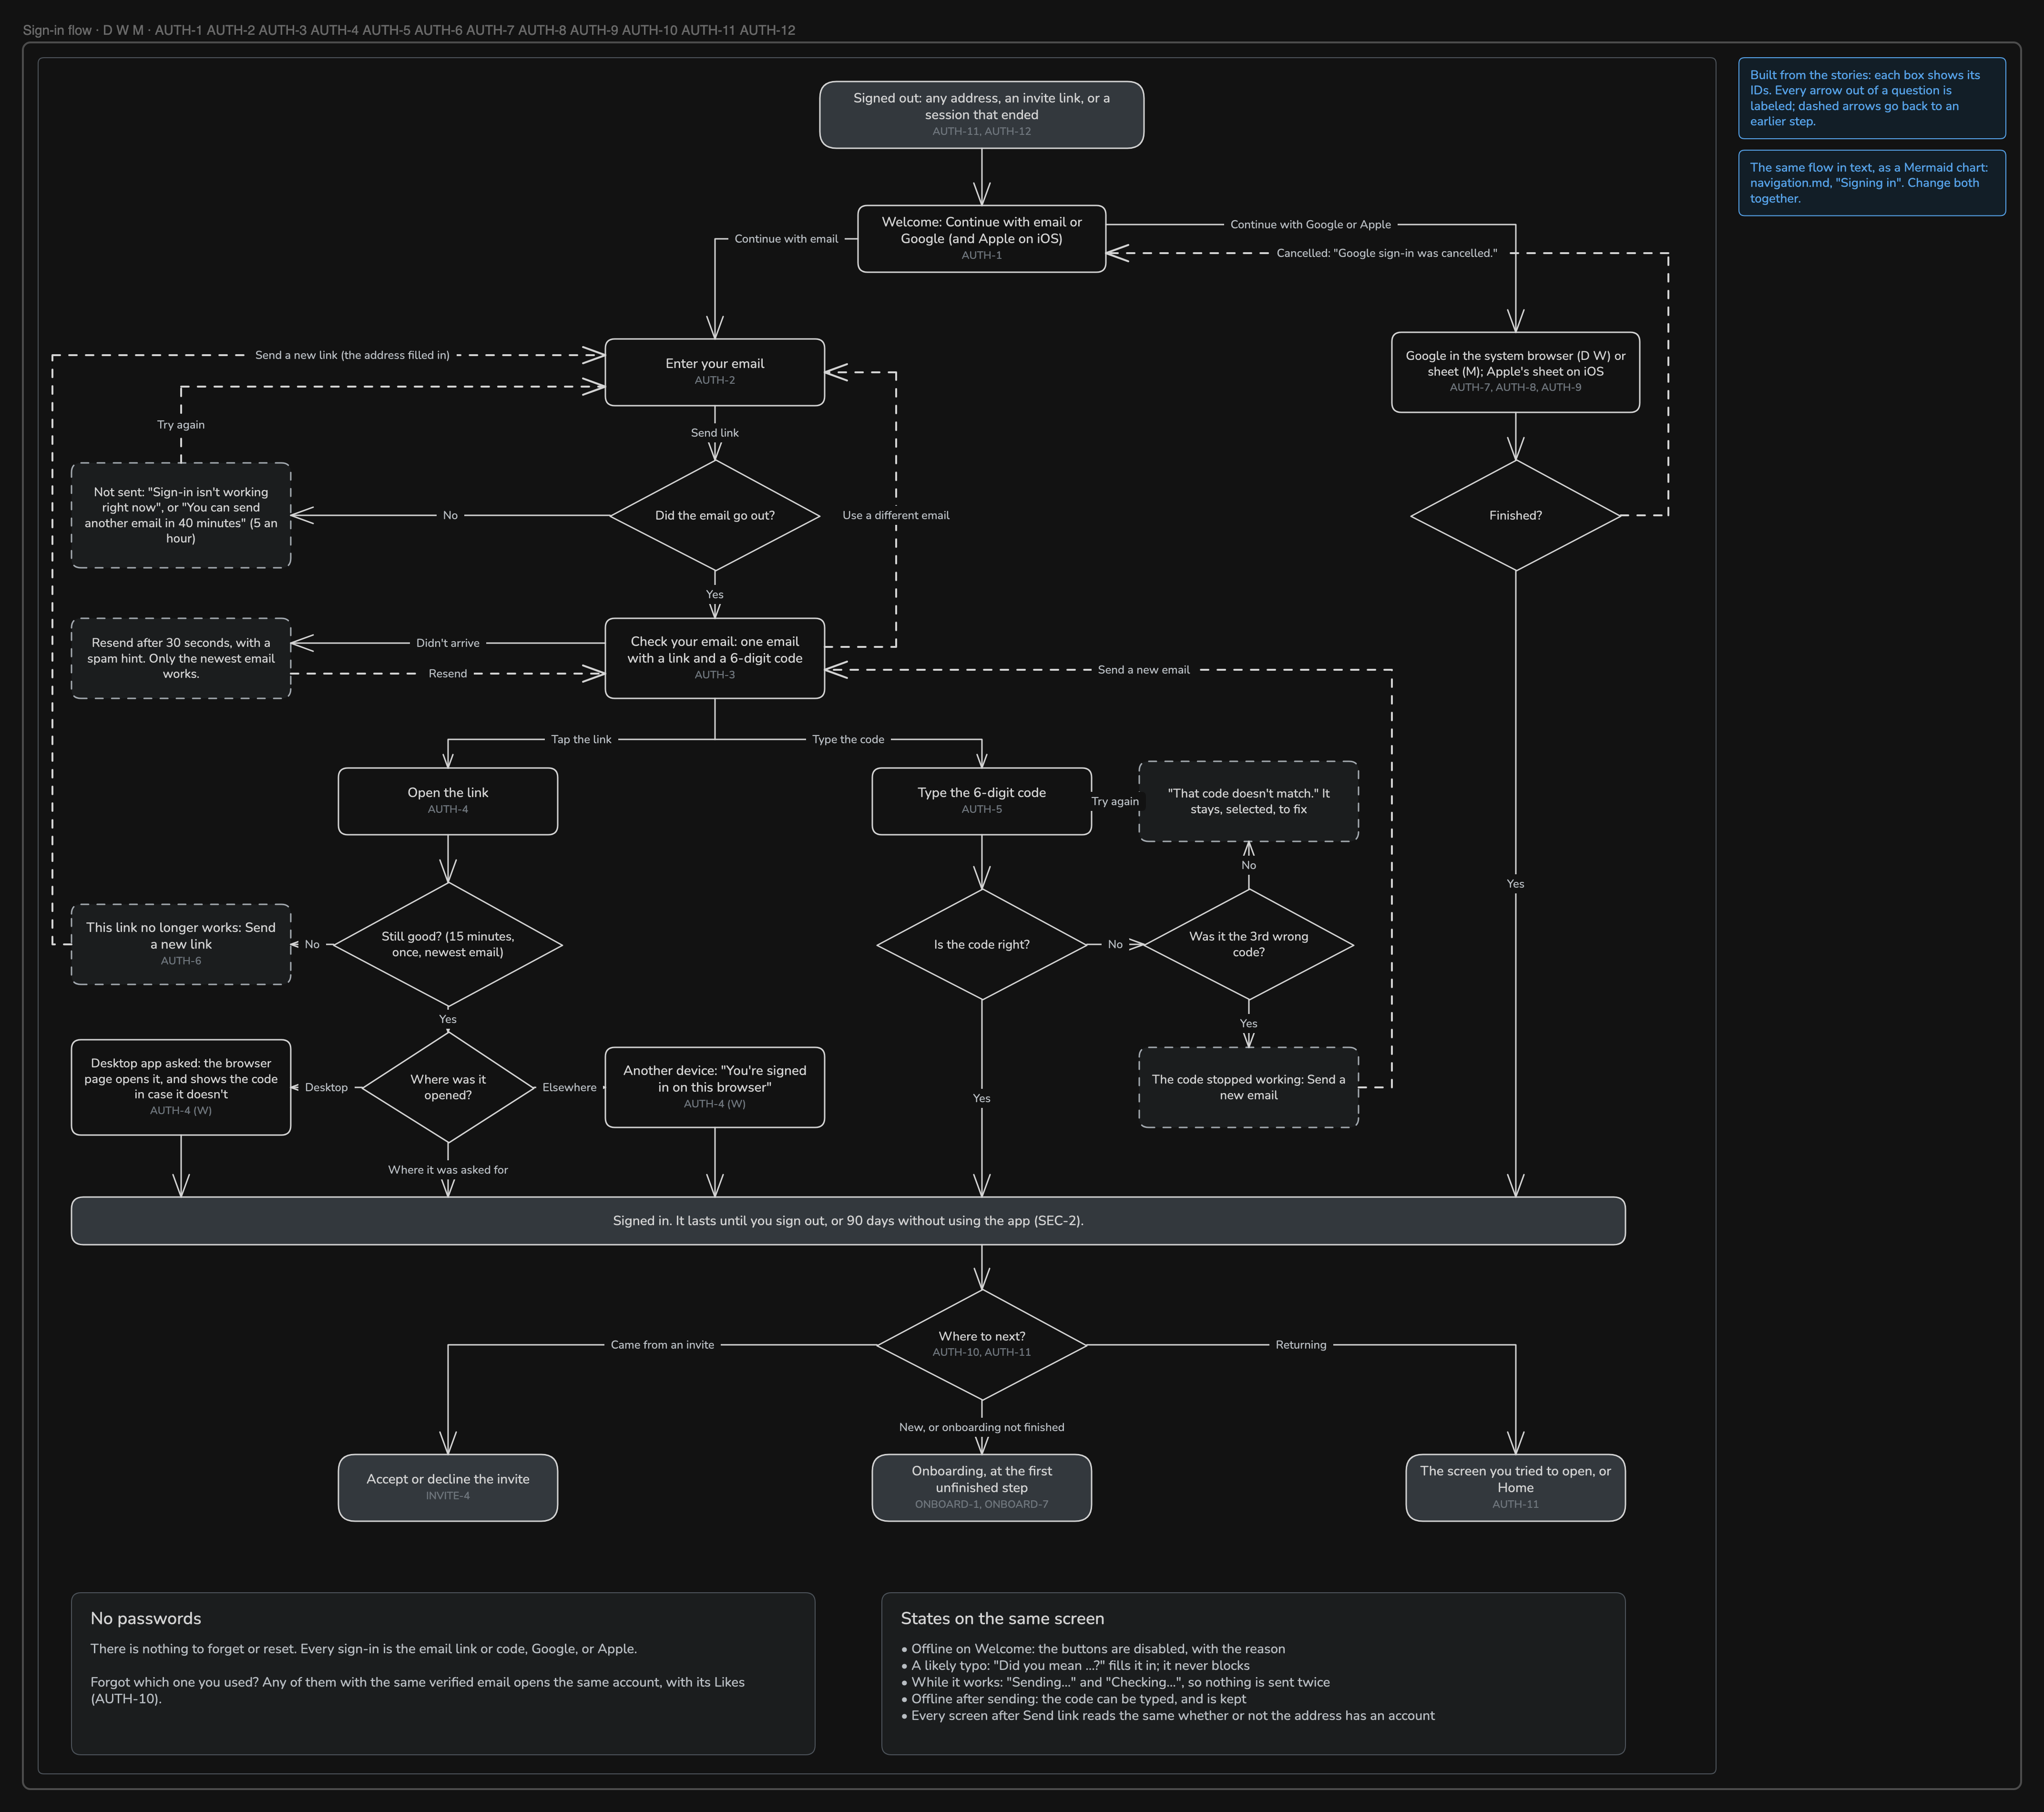 Sign-in flow · D W M · AUTH-1 AUTH-2 AUTH-3 AUTH-4 AUTH-5 AUTH-6 AUTH-7 AUTH-8 AUTH-9 AUTH-10 AUTH-11 AUTH-12
Built from the stories: each box shows its
IDs. Every arrow out of a question is
labeled; dashed arrows go back to an
earlier step.
The same flow in text, as a Mermaid chart:
navigation.md, "Signing in". Change both
together.
Signed out: any address, an invite link, or a
session that ended
AUTH-11, AUTH-12
Welcome: Continue with email or
Google (and Apple on iOS)
AUTH-1
Continue with email
Continue with Google or Apple
Cancelled: "Google sign-in was cancelled."
Send a new link (the address filled in)
Enter your email
AUTH-2
Google in the system browser (D W) or
sheet (M); Apple's sheet on iOS
AUTH-7, AUTH-8, AUTH-9
Try again
Send link
Not sent: "Sign-in isn't working
right now", or "You can send
another email in 40 minutes" (5 an
hour)
No
Did the email go out?
Use a different email
Finished?
Yes
Resend after 30 seconds, with a
spam hint. Only the newest email
works.
Didn't arrive
Resend
Check your email: one email
with a link and a 6-digit code
AUTH-3
Send a new email
Tap the link
Type the code
Open the link
AUTH-4
Type the 6-digit code
AUTH-5
Try again
"That code doesn't match." It
stays, selected, to fix
No
Yes
This link no longer works: Send
a new link
AUTH-6
No
Still good? (15 minutes,
once, newest email)
Is the code right?
No
Was it the 3rd wrong
code?
Yes
Yes
Desktop app asked: the browser
page opens it, and shows the code
in case it doesn't
AUTH-4 (W)
Desktop
Where was it
opened?
Elsewhere
Another device: "You're signed
in on this browser"
AUTH-4 (W)
Yes
The code stopped working: Send a
new email
Where it was asked for
Signed in. It lasts until you sign out, or 90 days without using the app (SEC-2).
Came from an invite
Where to next?
AUTH-10, AUTH-11
Returning
New, or onboarding not finished
Accept or decline the invite
INVITE-4
Onboarding, at the first
unfinished step
ONBOARD-1, ONBOARD-7
The screen you tried to open, or
Home
AUTH-11
No passwords
There is nothing to forget or reset. Every sign-in is the email link or code, Google, or Apple.
Forgot which one you used? Any of them with the same verified email opens the same account, with its Likes
(AUTH-10).
States on the same screen
• Offline on Welcome: the buttons are disabled, with the reason
• A likely typo: "Did you mean ...?" fills it in; it never blocks
• While it works: "Sending..." and "Checking...", so nothing is sent twice
• Offline after sending: the code can be typed, and is kept
• Every screen after Send link reads the same whether or not the address has an account